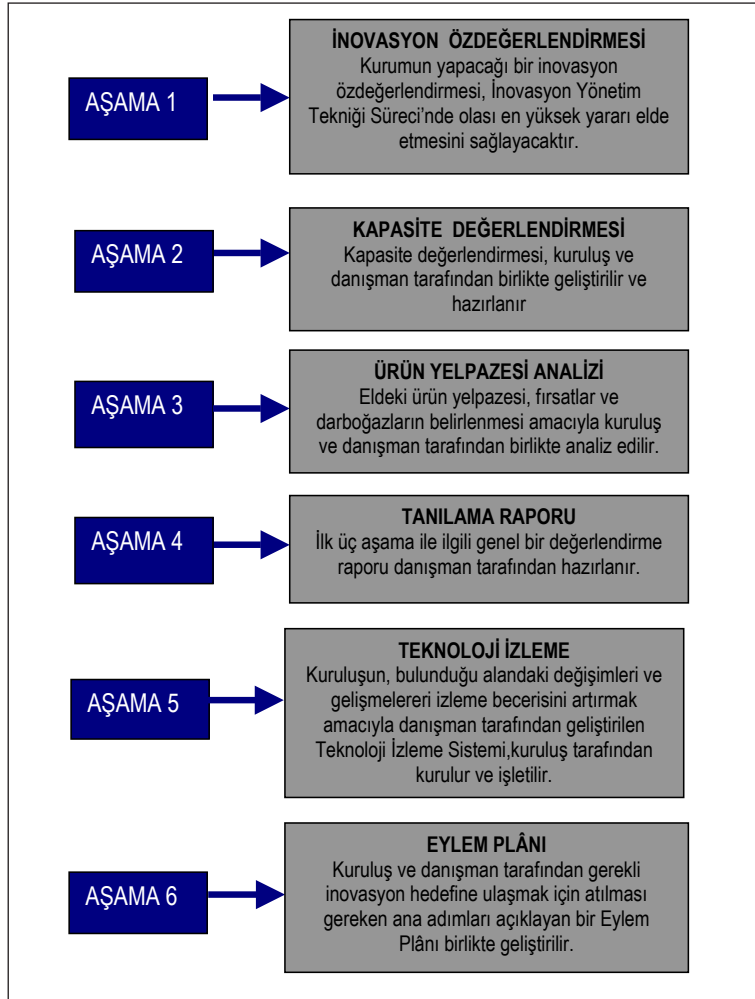 İNOVASYON ÖZDEĞERLENDİRMESİ
Kurumun yapacağı bir inovasyon
özdeğerlendirmesi, İnovasyon Yönetim
Tekniği Süreci’nde olası en yüksek yararı elde
etmesini sağlayacaktır.
AŞAMA 1
KAPASİTE DEĞERLENDİRMESİ
Kapasite değerlendirmesi, kuruluş ve
danışman tarafından birlikte geliştirilir ve
hazırlanır
AŞAMA 2
ÜRÜN YELPAZESİ ANALİZİ
Eldeki ürün yelpazesi, fırsatlar ve
darboğazların belirlenmesi amacıyla kuruluş
ve danışman tarafından birlikte analiz edilir.
AŞAMA 3
TANILAMA RAPORU
İlk üç aşama ile ilgili genel bir değerlendirme
raporu danışman tarafından hazırlanır.
AŞAMA 4
TEKNOLOJİ İZLEME
Kuruluşun, bulunduğu alandaki değişimleri ve
gelişmelereri izleme becerisini artırmak
amacıyla danışman tarafından geliştirilen
Teknoloji İzleme Sistemi,kuruluş tarafından
kurulur ve işletilir.
AŞAMA 5
EYLEM PLÂNI
Kuruluş ve danışman tarafından gerekli
inovasyon hedefine ulaşmak için atılması
gereken ana adımları açıklayan bir Eylem
Plânı birlikte geliştirilir.
AŞAMA 6